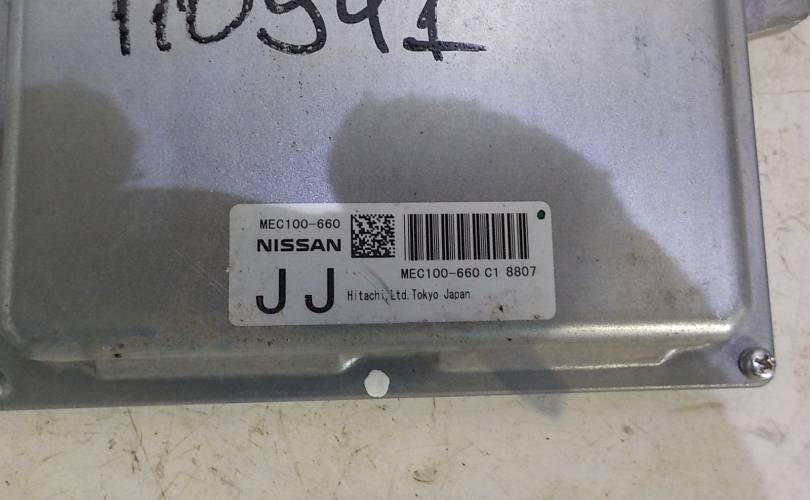 110541
MEC100-660
NISSAN
MEC100-660 C1 8807
JJ
Hitachi,Ltd.Tokyo Japan